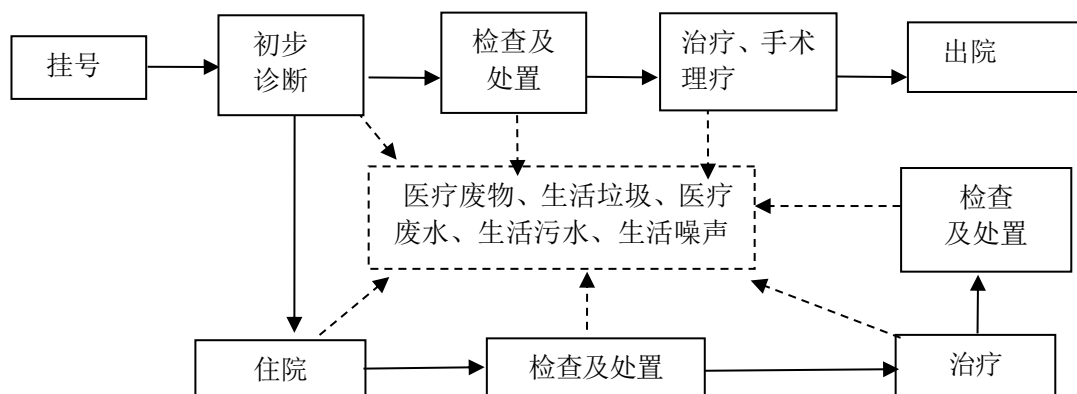 挂号
初步
诊断
检查及
处置
治疗、手术
理疗
出院
医疗废物、生活垃圾、医疗
废水、生活污水、生活噪声
检查
及处置
住院
检查及处置
治疗